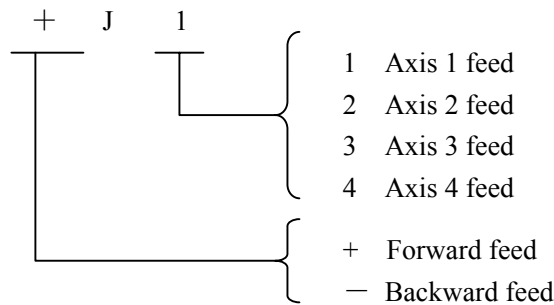 + J 1
1 Axis 1 feed
2 Axis 2 feed
3 Axis 3 feed
4 Axis 4 feed
+ Forward feed
− Backward feed